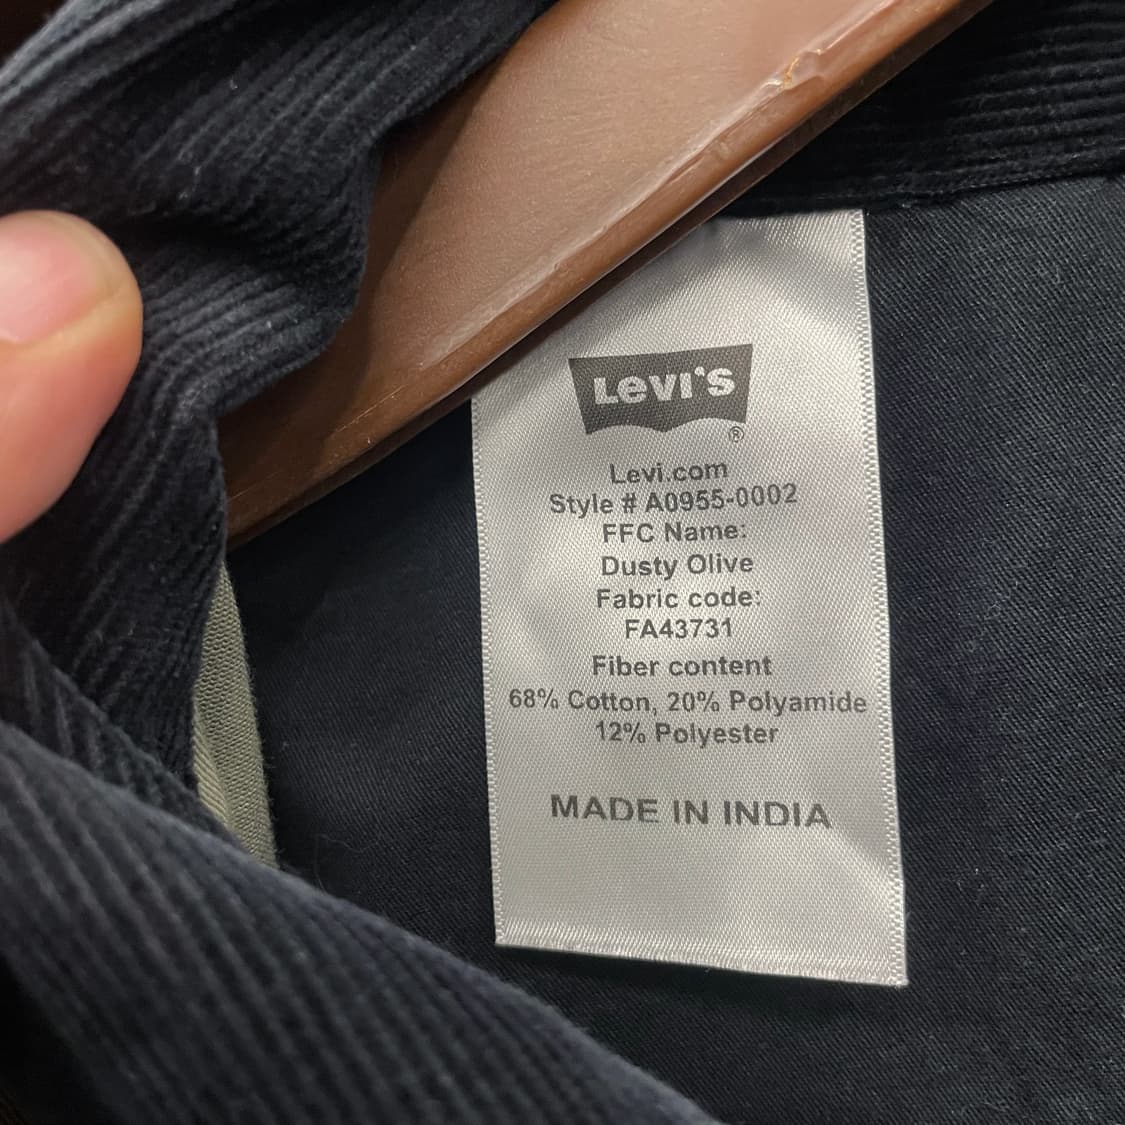 Levi's
®
Levi.com
Style # A0955-0002
FFC Name:
Dusty Olive
Fabric code:
FA43731
Fiber content
68% Cotton, 20% Polyamide
12% Polyester
MADE IN INDIA